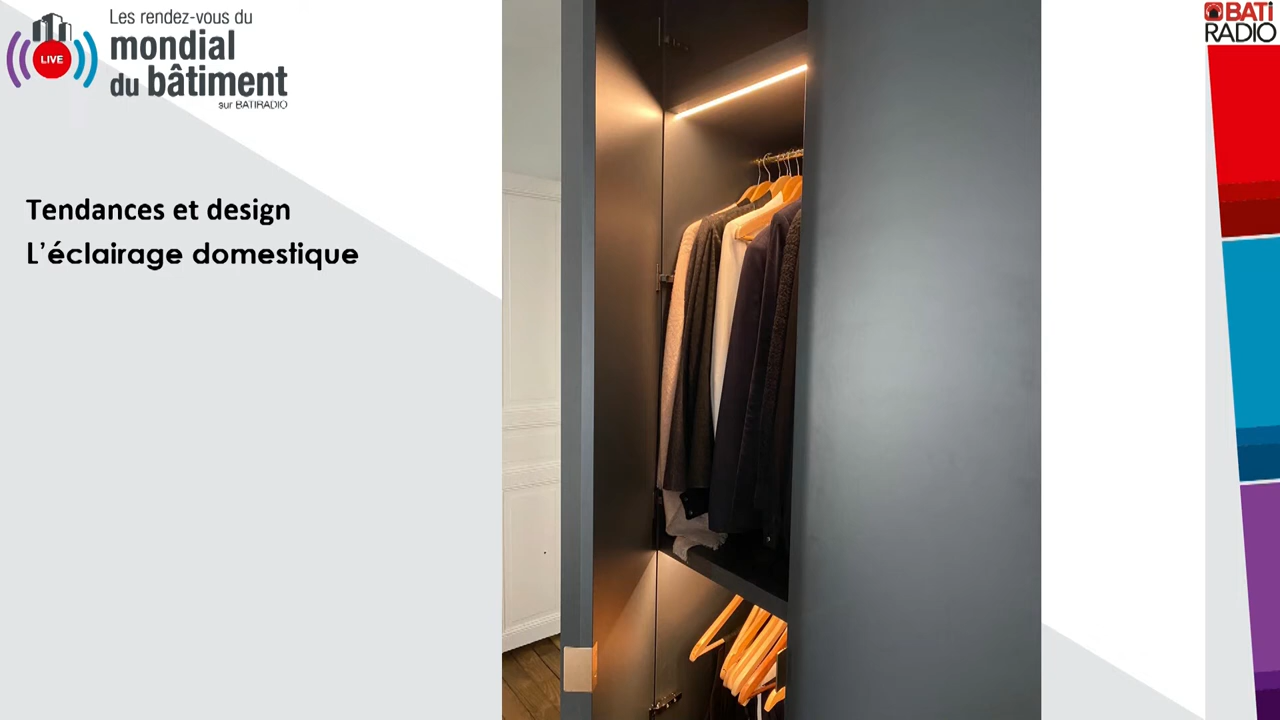 Les rendez-vous du
mondial
du bâtiment
sur BATIRADIO
LIVE
BATi
RADIO
Tendances et design
L'éclairage domestique